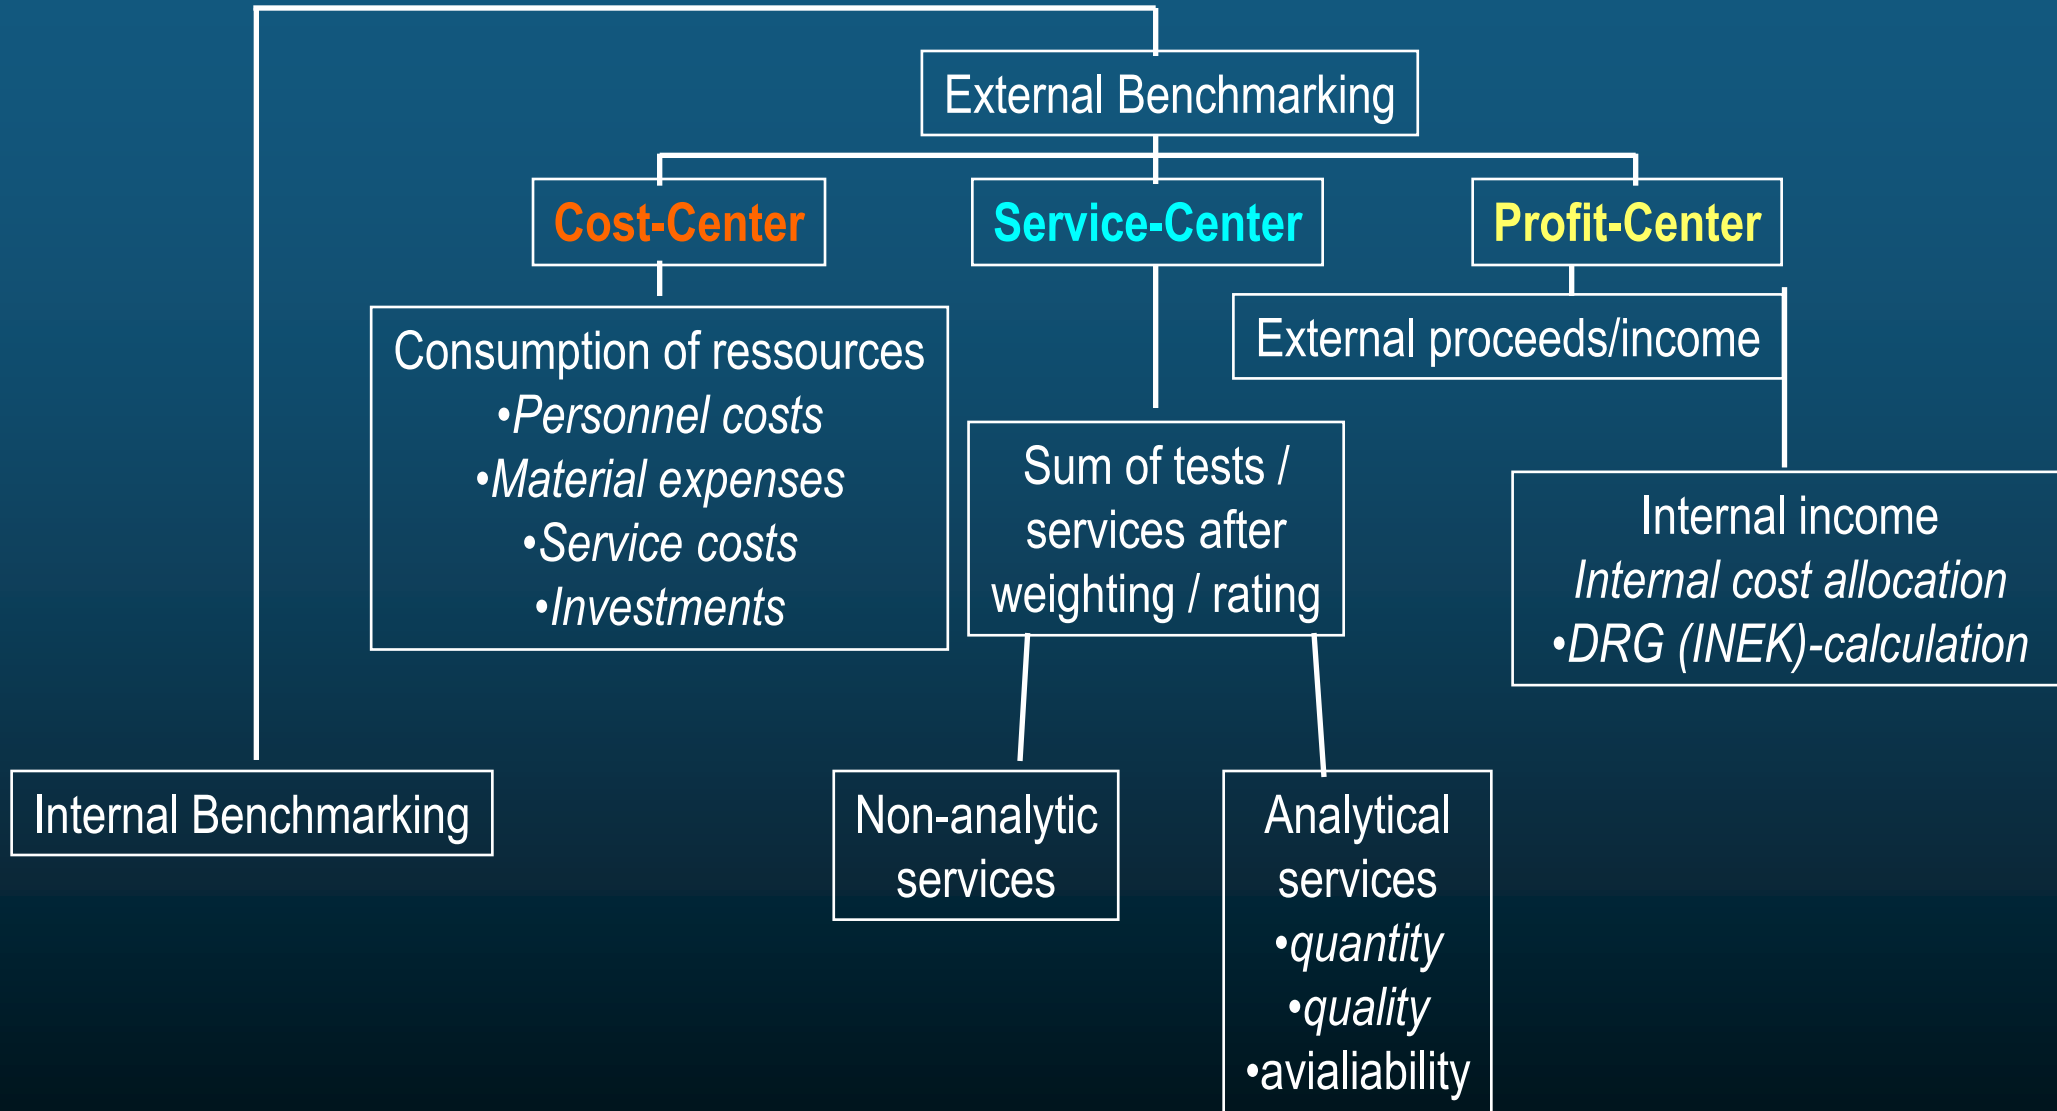 External Benchmarking
Cost-Center
Service-Center
Profit-Center
Consumption of ressources
•Personnel costs
•Material expenses
•Service costs
•Investments
External proceeds/income
Sum of tests /
services after
weighting / rating
Internal income
Internal cost allocation
•DRG (INEK)-calculation
Internal Benchmarking
Non-analytic
services
Analytical
services
•quantity
•quality
•avialiability